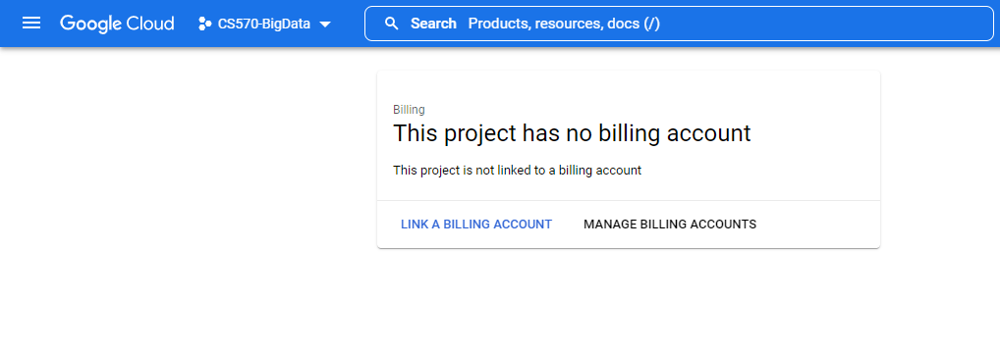 Google Cloud CS570-BigData Search Products, resources, docs (/)
Billing
This project has no billing account
This project is not linked to a billing account
LINK A BILLING ACCOUNT MANAGE BILLING ACCOUNTS